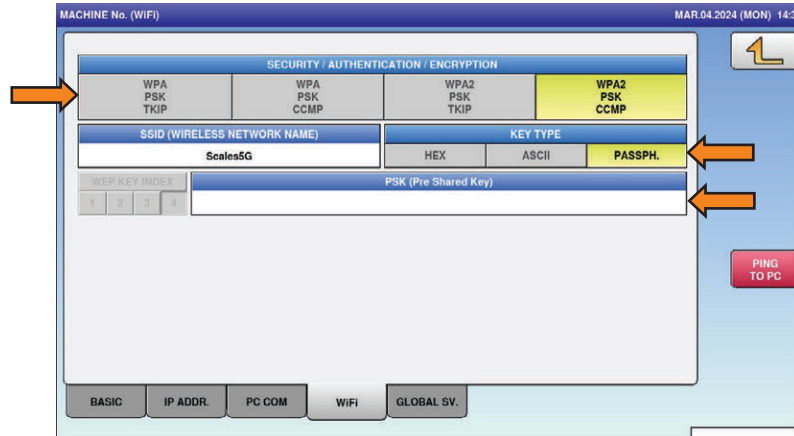 MACHINE No. (WiFi) MAR.04.2024 (MON) 14:3
SECURITY / AUTHENTICATION / ENCRYPTION
WPA PSK TKIP
WPA PSK CCMP
WPA2 PSK TKIP
WPA2 PSK CCMP
SSID (WIRELESS NETWORK NAME)
KEY TYPE
Scales5G
HEX ASCII PASSPH.
WEP KEY INDEX
PSK (Pre Shared Key)
1 2 3 4
PING
TO PC
BASIC IP ADDR. PC COM WiFi GLOBAL SV.